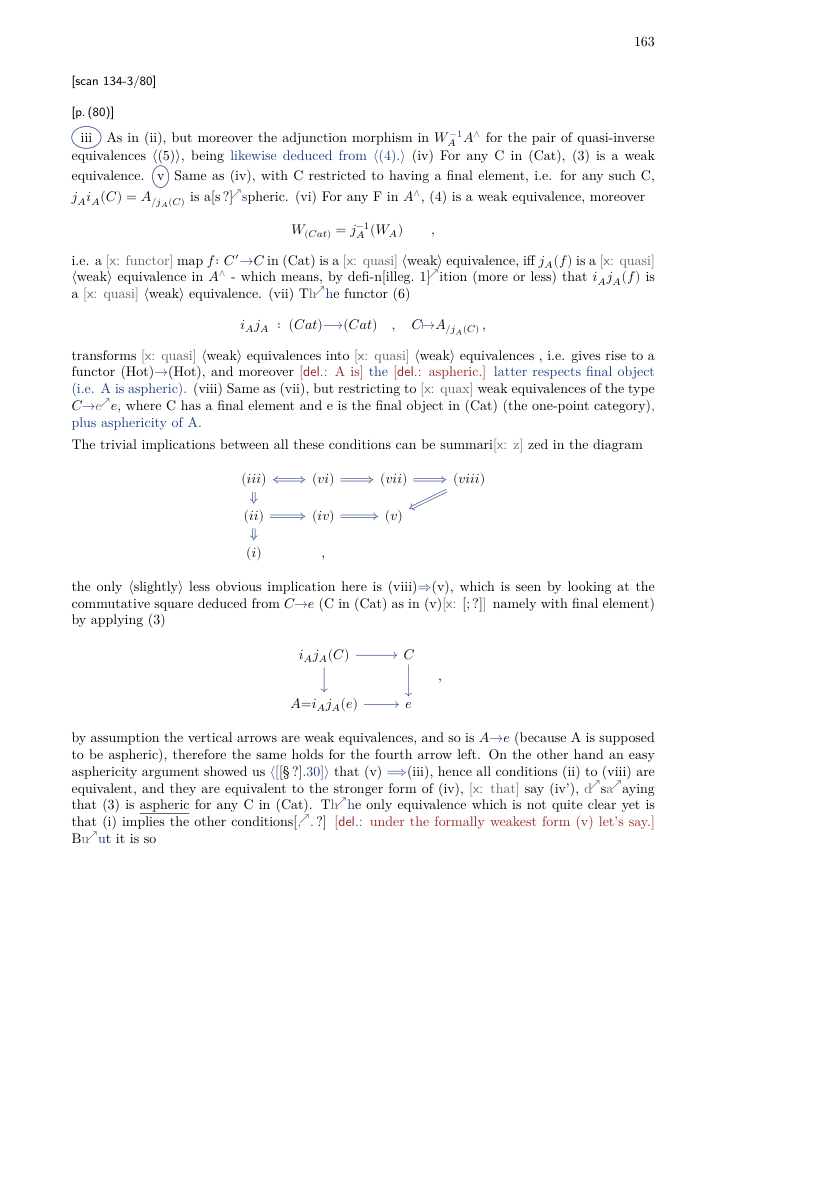 163
[scan 134-3/80]
[p. (80)]
(iii) As in (ii), but moreover the adjunction morphism in W_A^{-1}A^∧ for the pair of quasi-inverse
equivalences ⟨(5)⟩, being likewise deduced from ⟨(4).⟩ (iv) For any C in (Cat), (3) is a weak
equivalence. (v) Same as (iv), with C restricted to having a final element, i.e. for any such C,
j_A i_A(C) = A_{/j_A(C)} is a[s ?]↗spheric. (vi) For any F in A^∧, (4) is a weak equivalence, moreover
W_{(Cat)} = j_A^{-1}(W_A) ,
i.e. a [x: functor] map f: C′→C in (Cat) is a [x: quasi] ⟨weak⟩ equivalence, iff j_A(f) is a [x: quasi]
⟨weak⟩ equivalence in A^∧ - which means, by defi-n[illeg. 1]↗ition (more or less) that i_A j_A(f) is
a [x: quasi] ⟨weak⟩ equivalence. (vii) Th↗he functor (6)
i_A j_A : (Cat)⟶(Cat) , C↦A_{/j_A(C)} ,
transforms [x: quasi] ⟨weak⟩ equivalences into [x: quasi] ⟨weak⟩ equivalences , i.e. gives rise to a
functor (Hot)→(Hot), and moreover [del.: A is] the [del.: aspheric.] latter respects final object
(i.e. A is aspheric). (viii) Same as (vii), but restricting to [x: quax] weak equivalences of the type
C→e↗e, where C has a final element and e is the final object in (Cat) (the one-point category),
plus asphericity of A.
The trivial implications between all these conditions can be summari[x: z] zed in the diagram
(iii) ⟺ (vi) ⟹ (vii) ⟹ (viii)
⇓ ⇙
(ii) ⟹ (iv) ⟹ (v)
⇓
(i) ,
the only ⟨slightly⟩ less obvious implication here is (viii)⇒(v), which is seen by looking at the
commutative square deduced from C→e (C in (Cat) as in (v)[x: [; ?]] namely with final element)
by applying (3)
i_A j_A(C) ⟶ C
↓ ↓ ,
A=i_A j_A(e) ⟶ e
by assumption the vertical arrows are weak equivalences, and so is A→e (because A is supposed
to be aspheric), therefore the same holds for the fourth arrow left. On the other hand an easy
asphericity argument showed us ⟨[[§ ?].30]⟩ that (v) ⟹(iii), hence all conditions (ii) to (viii) are
equivalent, and they are equivalent to the stronger form of (iv), [x: that] say (iv’), d↗sa↗aying
that (3) is aspheric for any C in (Cat). Th↗he only equivalence which is not quite clear yet is
that (i) implies the other conditions[,↗. ?] [del.: under the formally weakest form (v) let’s say.]
Bu↗ut it is so